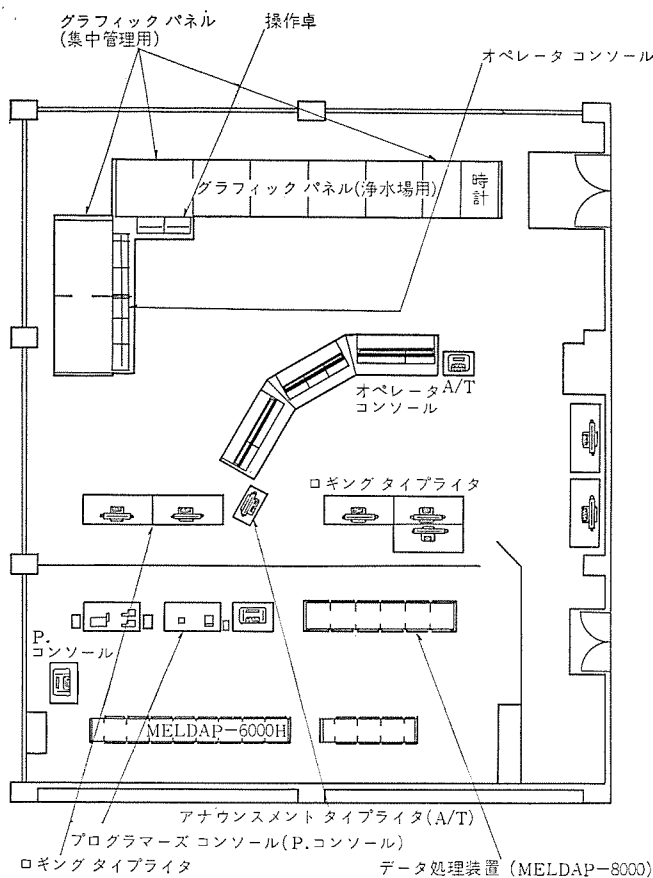 グラフィック パネル
(集中管理用)
操作卓
オペレータ コンソール
グラフィック パネル(浄水場用)
時計
オペレータ
コンソール
A/T
ロギング タイプライタ
P.
コンソール
MELDAP-6000H
アナウンスメント タイプライタ(A/T)
プログラマーズ コンソール(P.コンソール)
ロギング タイプライタ
データ処理装置 (MELDAP-8000)